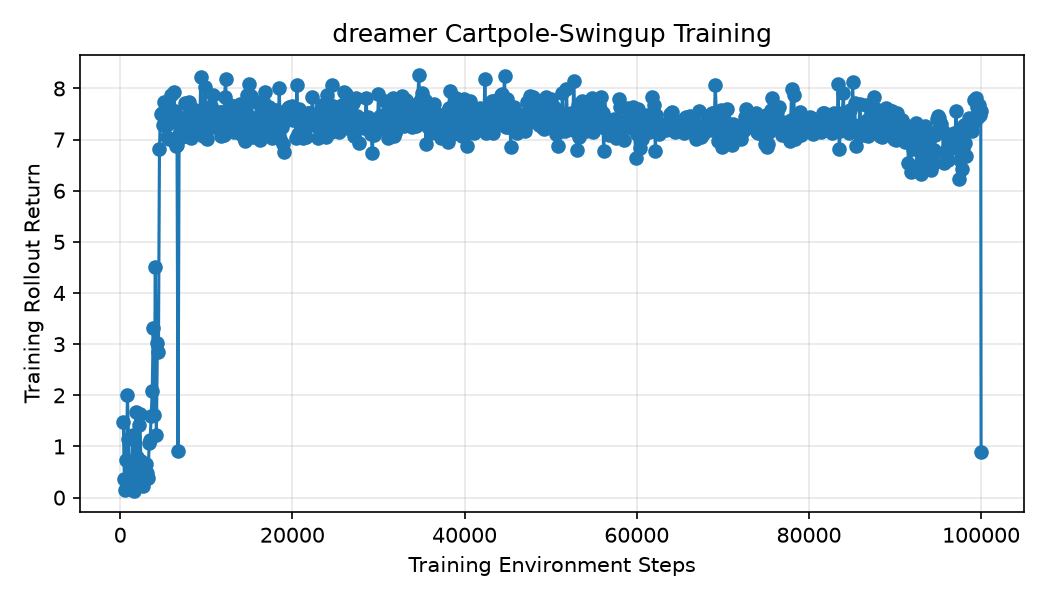 dreamer Cartpole-Swingup Training
Training Rollout Return
8
7
6
5
4
3
2
1
0
0 20000 40000 60000 80000 100000
Training Environment Steps